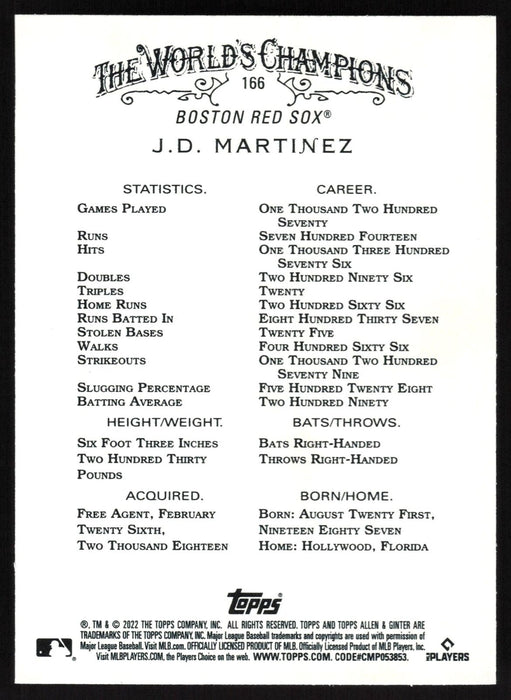 THE WORLD'S CHAMPIONS
166
BOSTON RED SOX®
J.D. MARTINEZ
STATISTICS. CAREER.
GAMES PLAYED ONE THOUSAND TWO HUNDRED
SEVENTY
RUNS SEVEN HUNDRED FOURTEEN
HITS ONE THOUSAND THREE HUNDRED
SEVENTY SIX
DOUBLES TWO HUNDRED NINETY SIX
TRIPLES TWENTY
HOME RUNS TWO HUNDRED SIXTY SIX
RUNS BATTED IN EIGHT HUNDRED THIRTY SEVEN
STOLEN BASES TWENTY FIVE
WALKS FOUR HUNDRED SIXTY SIX
STRIKEOUTS ONE THOUSAND TWO HUNDRED
SEVENTY NINE
SLUGGING PERCENTAGE FIVE HUNDRED TWENTY EIGHT
BATTING AVERAGE TWO HUNDRED NINETY
HEIGHT/WEIGHT. BATS/THROWS.
SIX FOOT THREE INCHES BATS RIGHT-HANDED
TWO HUNDRED THIRTY THROWS RIGHT-HANDED
POUNDS
ACQUIRED. BORN/HOME.
FREE AGENT, FEBRUARY BORN: AUGUST TWENTY FIRST,
TWENTY SIXTH, NINETEEN EIGHTY SEVEN
TWO THOUSAND EIGHTEEN HOME: HOLLYWOOD, FLORIDA
Topps
®, TM & © 2022 THE TOPPS COMPANY, INC. ALL RIGHTS RESERVED. TOPPS AND TOPPS ALLEN & GINTER ARE
TRADEMARKS OF THE TOPPS COMPANY, INC. Major League Baseball trademarks and copyrights are used with permission of
Major League Baseball. Visit MLB.com. OFFICIALLY LICENSED PRODUCT OF MLB. Officially Licensed Product of MLB Players, Inc.
Visit MLBPLAYERS.COM, the Players Choice on the web. WWW.TOPPS.COM. CODE#CMP053853.
PLAYERS